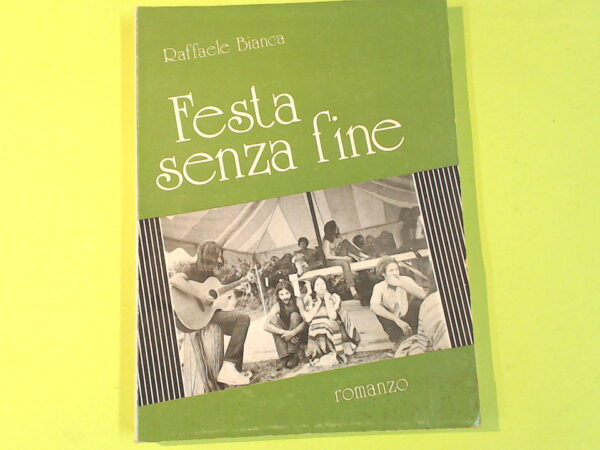 Raffaele Bianca
Festa
senza fine
romanzo